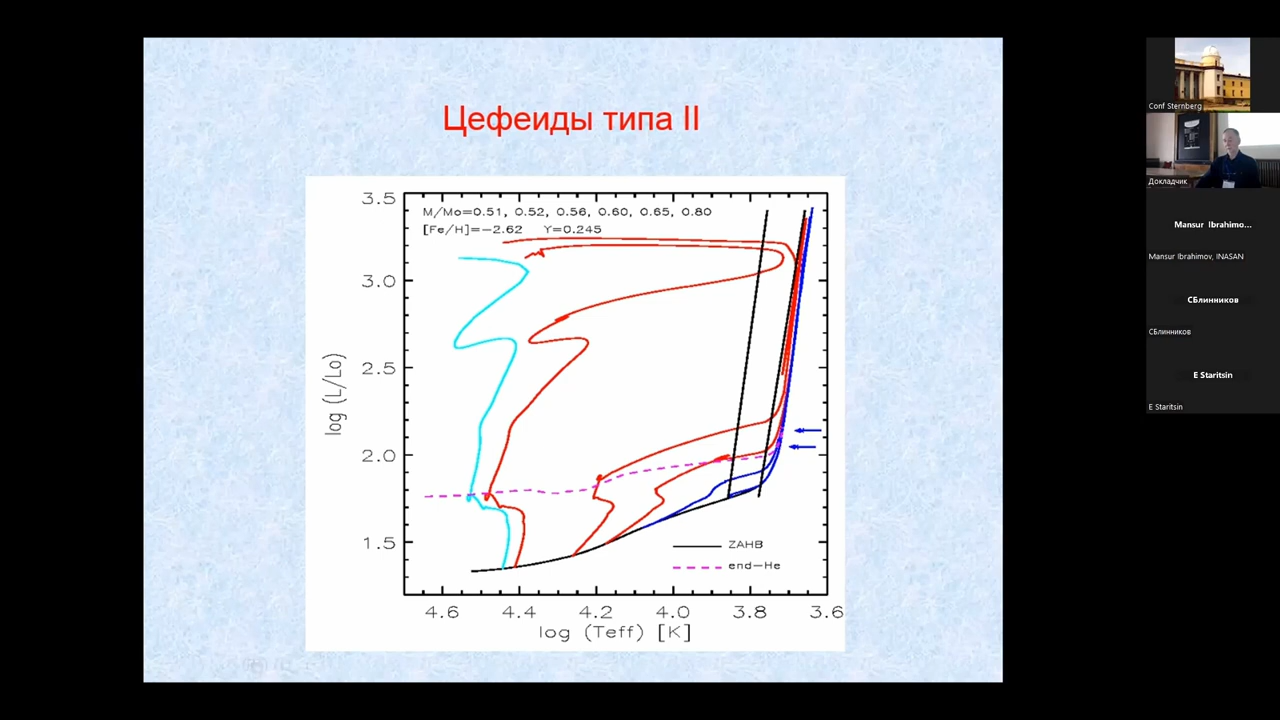 Цефеиды типа II
M/Mo=0.51, 0.52, 0.56, 0.60, 0.65, 0.80
[Fe/H]=−2.62 Y=0.245
3.5
3.0
2.5
2.0
1.5
log (L/Lo)
ZAHB
end−He
4.6 4.4 4.2 4.0 3.8 3.6
log (Teff) [K]
Conf Sternberg
Докладчик
Mansur Ibrahimo...
Mansur Ibrahimov, INASAN
СБлинников
СБлинников
E Staritsin
E Staritsin